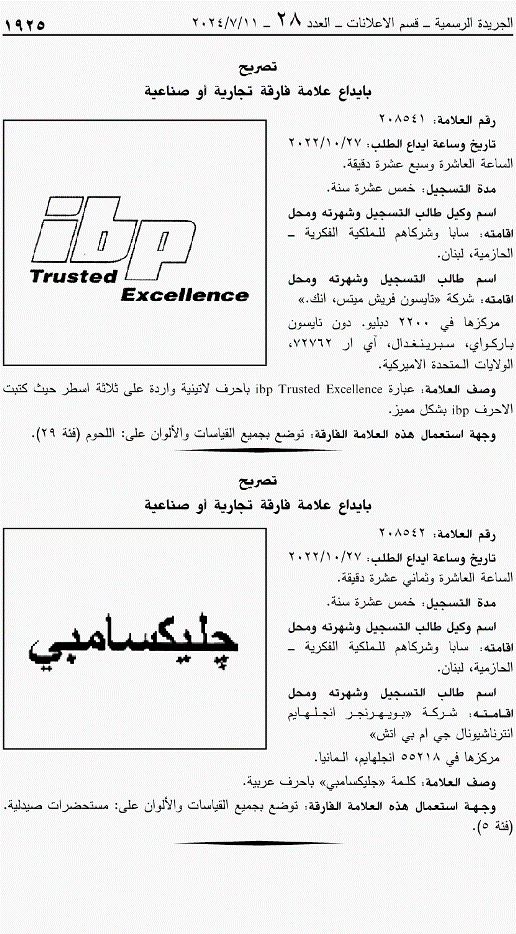 الجريدة الرسمية ــ قسم الاعلانات ــ العدد ٢٨ ــ ٢٠٢٤/٧/١١
١٩٢٥
تصريح
بايداع علامة فارقة تجارية أو صناعية
رقم العلامة: ٢٠٨٥٤١
تاريخ وساعة ايداع الطلب: ٢٠٢٢/١٠/٢٧
الساعة العاشرة وسبع عشرة دقيقة.
مدة التسجيل: خمس عشرة سنة.
اسم وكيل طالب التسجيل وشهرته ومحل
اقامته: سابا وشركاهم للملكية الفكرية ــ
الحازمية، لبنان.
اسم طالب التسجيل وشهرته ومحل
اقامته: شركة «تايسون فريش ميتس، انك.»
مركزها في ٢٢٠٠ دبليو. دون تايسون
باركواي، سبرينغدال، آي ار ٧٢٧٦٢،
الولايات المتحدة الاميركية.
ibp
Trusted
Excellence
وصف العلامة: عبارة ibp Trusted Excellence باحرف لاتينية واردة على ثلاثة اسطر حيث كتبت
الاحرف ibp بشكل مميز.
وجهة استعمال هذه العلامة الفارقة: توضع بجميع القياسات والألوان على: اللحوم (فئة ٢٩).
تصريح
بايداع علامة فارقة تجارية أو صناعية
رقم العلامة: ٢٠٨٥٤٢
تاريخ وساعة ايداع الطلب: ٢٠٢٢/١٠/٢٧
الساعة العاشرة وثماني عشرة دقيقة.
مدة التسجيل: خمس عشرة سنة.
اسم وكيل طالب التسجيل وشهرته ومحل
اقامته: سابا وشركاهم للملكية الفكرية ــ
الحازمية، لبنان.
اسم طالب التسجيل وشهرته ومحل
اقامته: شركة «بويهرنجر انجلهايم
انترناشيونال جي ام بي اتش»
مركزها في ٥٥٢١٨ انجلهايم، المانيا.
چليكسامبي
وصف العلامة: كلمة «جليكسامبي» باحرف عربية.
وجهة استعمال هذه العلامة الفارقة: توضع بجميع القياسات والألوان على: مستحضرات صيدلية.
(فئة ٥).